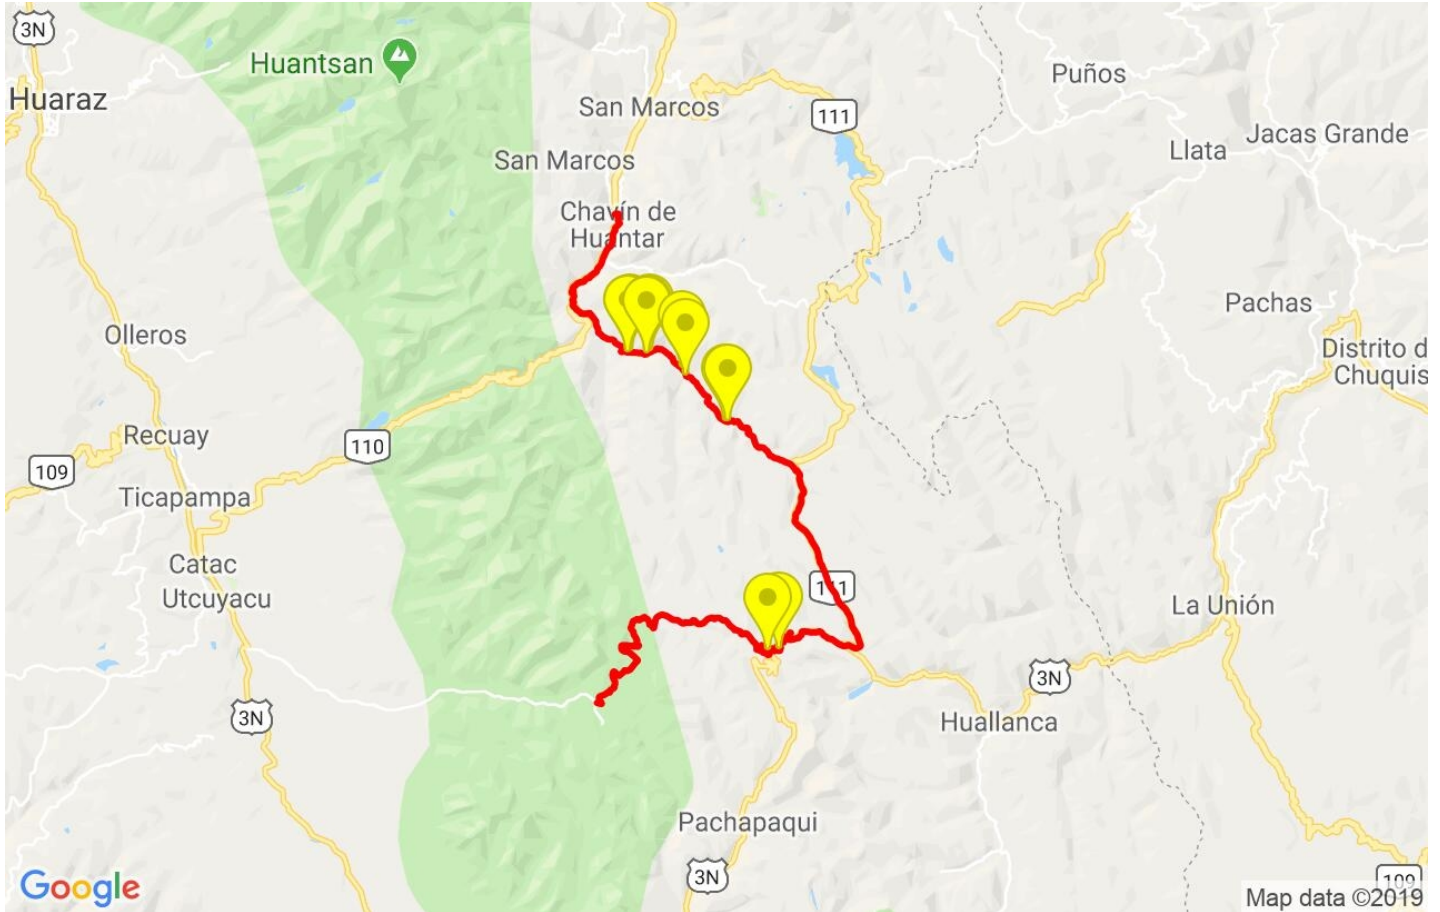 3N
Huantsan
Puños
Huaraz
San Marcos
111
Jacas Grande
Llata
San Marcos
Chavín de
Huántar
Pachas
Olleros
Distrito d
Chuquis
Recuay
110
109
Ticapampa
Catac
Utcuyacu
111
La Unión
3N
3N
Huallanca
Pachapaqui
3N
109
Google
Map data ©2019